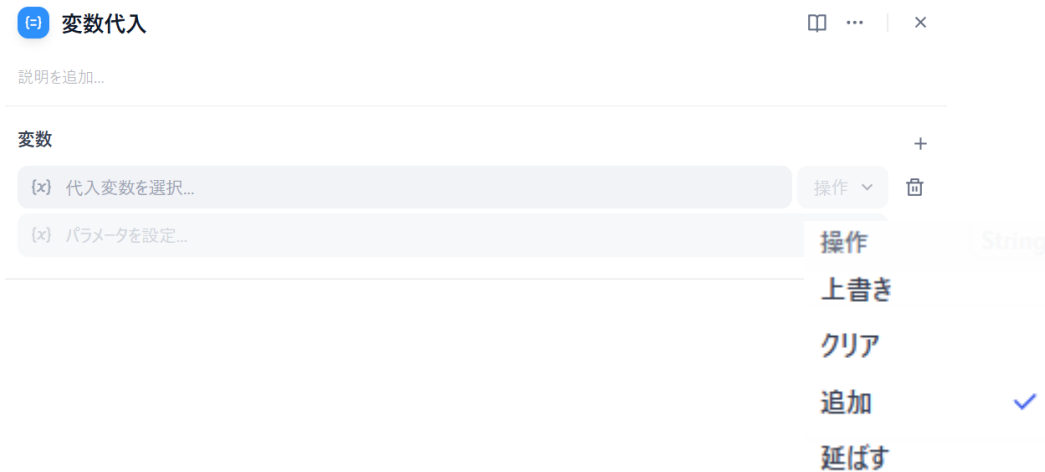 {=} 変数代入
説明を追加...
変数
{x} 代入変数を選択... 操作
{x} パラメータを設定...
操作 String
上書き
クリア
追加
延ばす